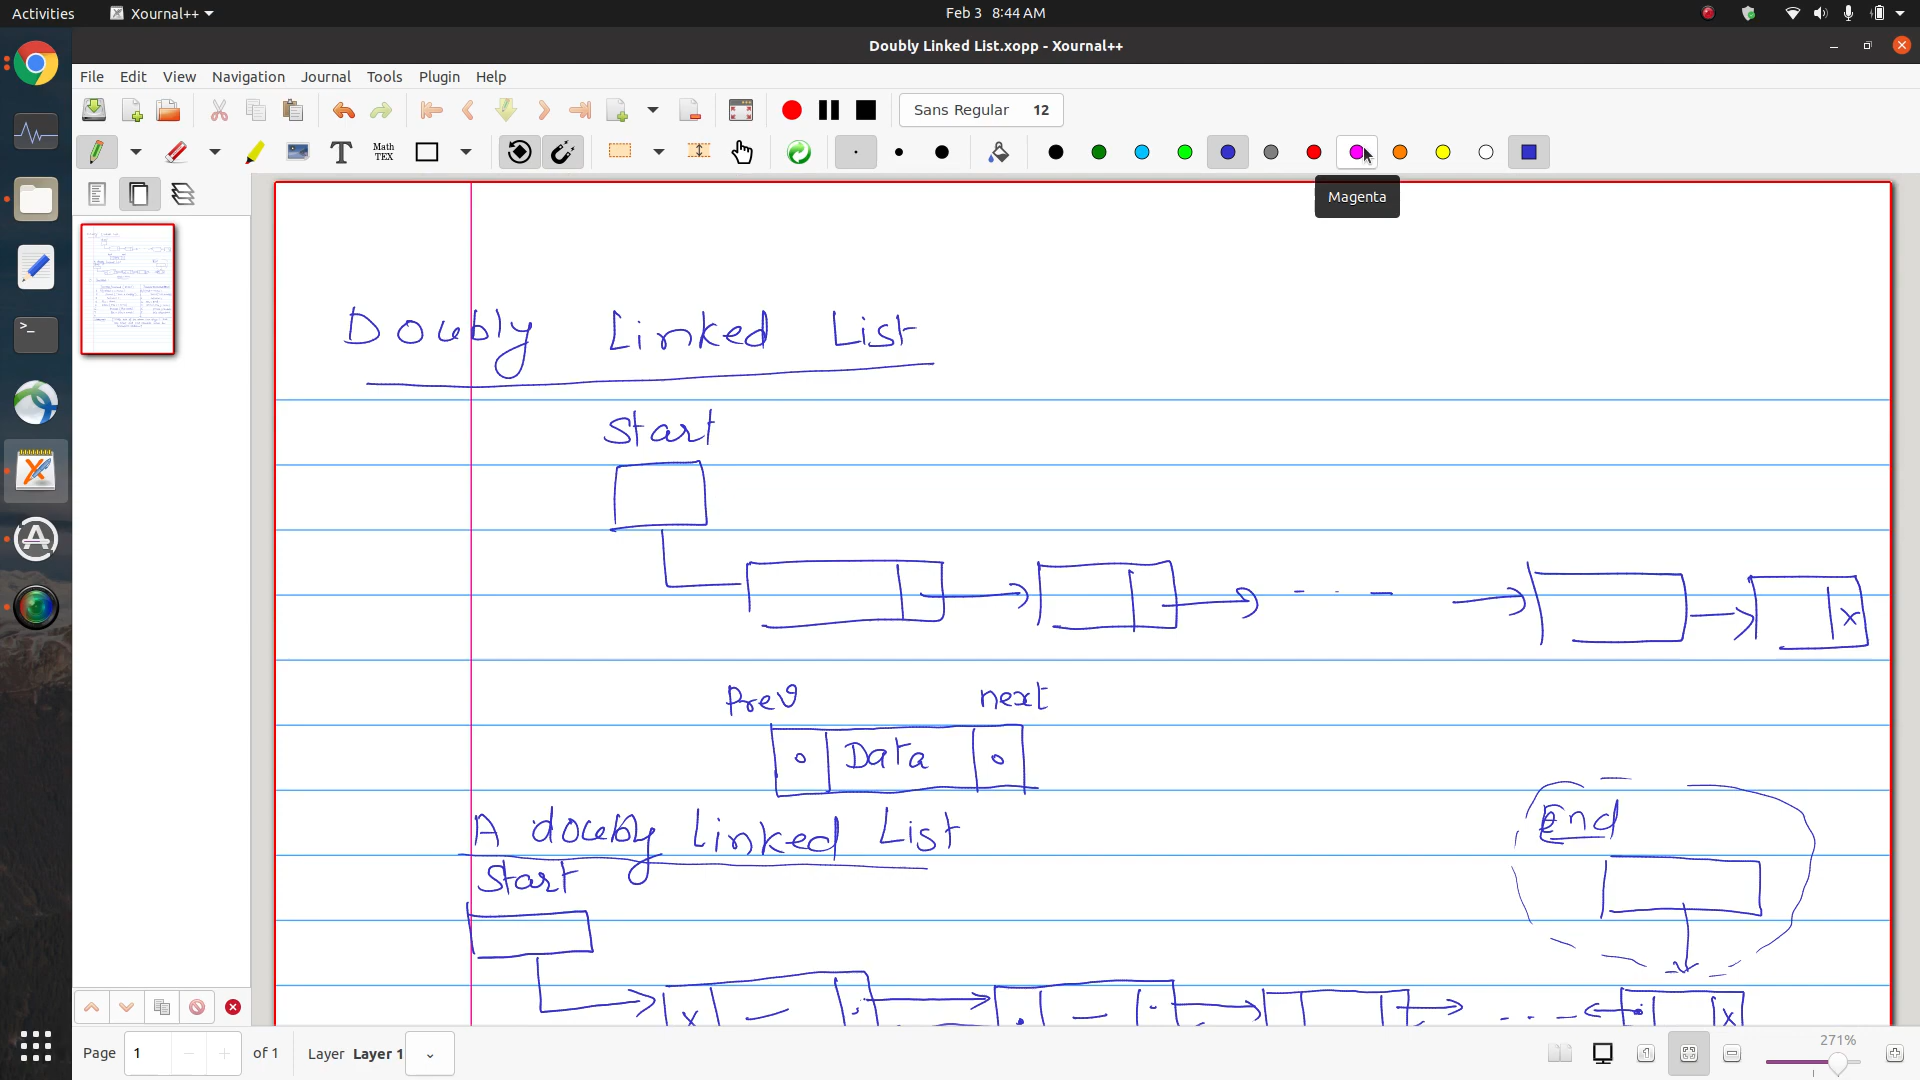 Activities Xournal++ Feb 3 8:44 AM
Doubly Linked List.xopp - Xournal++
File Edit View Navigation Journal Tools Plugin Help
Sans Regular 12
T Math TEX
Magenta
Doubly Linked List
Start
x
Prev next
Data
End
A doubly Linked List
Start
x x
Page 1 of 1 Layer Layer 1 271%